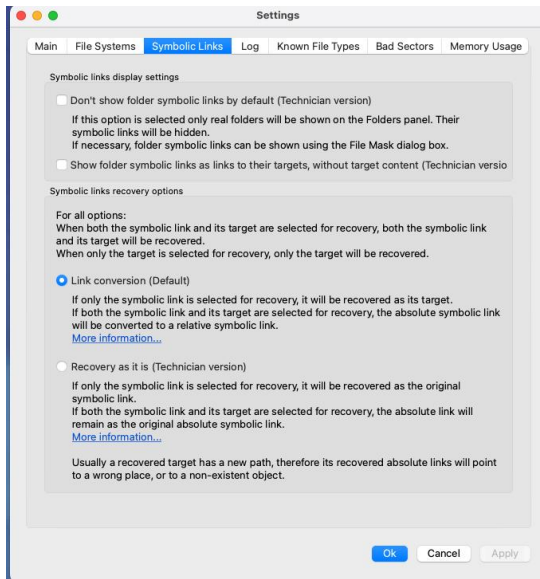 Settings
Main File Systems Symbolic Links Log Known File Types Bad Sectors Memory Usage
Symbolic links display settings
Don't show folder symbolic links by default (Technician version)
If this option is selected only real folders will be shown on the Folders panel. Their
symbolic links will be hidden.
If necessary, folder symbolic links can be shown using the File Mask dialog box.
Show folder symbolic links as links to their targets, without target content (Technician versio
Symbolic links recovery options
For all options:
When both the symbolic link and its target are selected for recovery, both the symbolic link
and its target will be recovered.
When only the target is selected for recovery, only the target will be recovered.
Link conversion (Default)
If only the symbolic link is selected for recovery, it will be recovered as its target.
If both the symbolic link and its target are selected for recovery, the absolute symbolic link
will be converted to a relative symbolic link.
More information...
Recovery as it is (Technician version)
If only the symbolic link is selected for recovery, it will be recovered as the original
symbolic link.
If both the symbolic link and its target are selected for recovery, the absolute link will
remain as the original absolute symbolic link.
More information...
Usually a recovered target has a new path, therefore its recovered absolute links will point
to a wrong place, or to a non-existent object.
Ok Cancel Apply